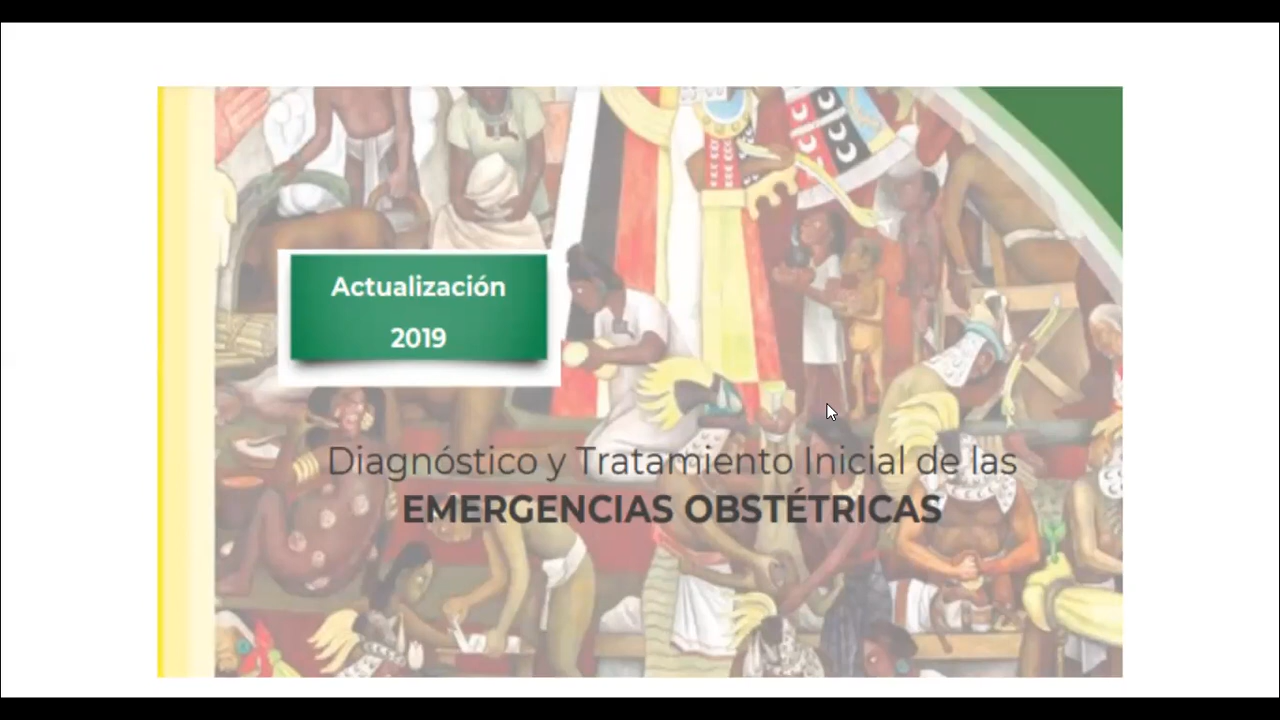 Actualización
2019
Diagnóstico y Tratamiento Inicial de las
EMERGENCIAS OBSTÉTRICAS